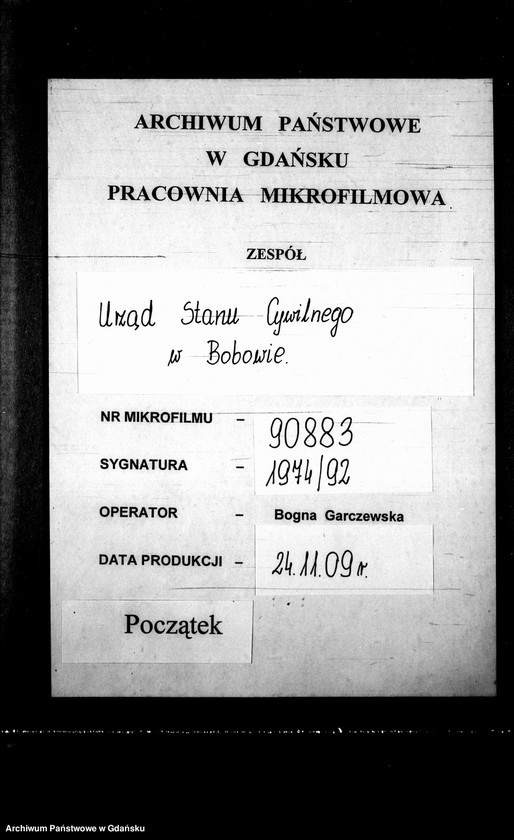 ARCHIWUM PAŃSTWOWE
W GDAŃSKU
PRACOWNIA MIKROFILMOWA
ZESPÓŁ
Urząd Stanu Cywilnego
w Bobowie.
NR MIKROFILMU – 90883
SYGNATURA – 1974/92
OPERATOR – Bogna Garczewska
DATA PRODUKCJI – 24.11.09 r.
Początek
Archiwum Państwowe w Gdańsku